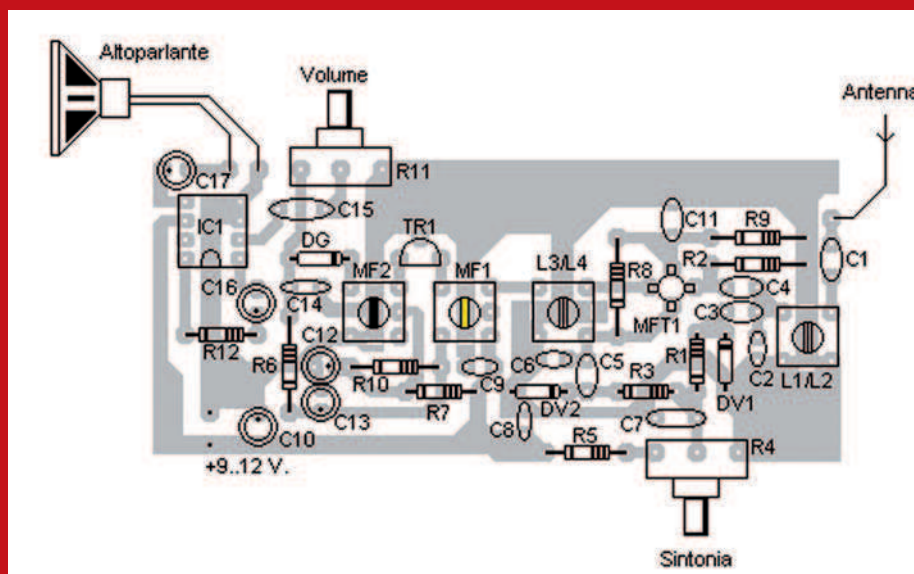 Altoparlante
Volume
Antenna
C17
R11
IC1
C15
C11
R9
DG
TR1
R2
C1
MF2
MF1
L3/L4
R8
C4
C16
C14
C3
MFT1
R12
R6
C12
R10
C9
C6
C5
R3
R1
C2
L1/L2
R7
DV2
DV1
C10
C13
C8
C7
R5
R4
+9..12 V.
Sintonia